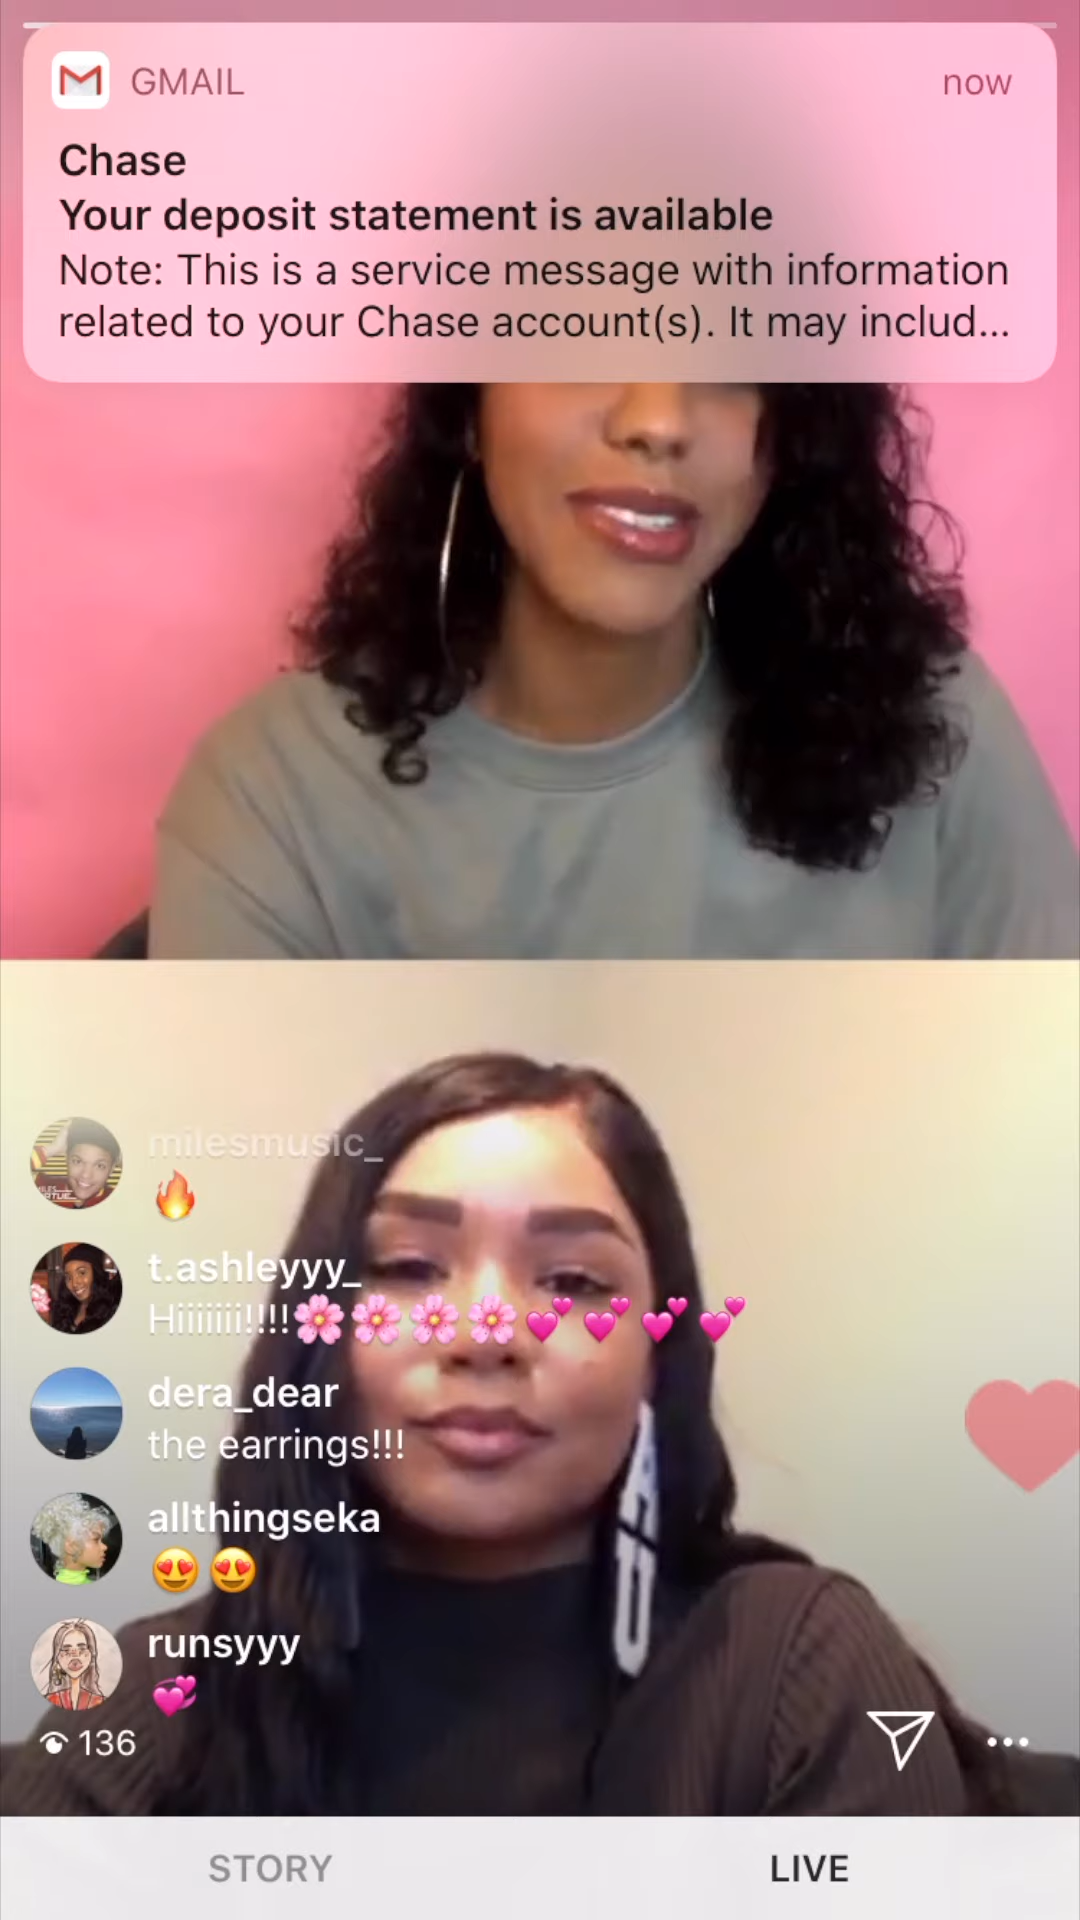 GMAIL now
Chase
Your deposit statement is available
Note: This is a service message with information
related to your Chase account(s). It may includ...
milesmusic_
🔥
t.ashleyyy_
Hiiiiiii!!!!🌸🌸🌸🌸💕💕💕💕
dera_dear
the earrings!!!
allthingseka
😍😍
runsyyy
💞
136
STORY LIVE